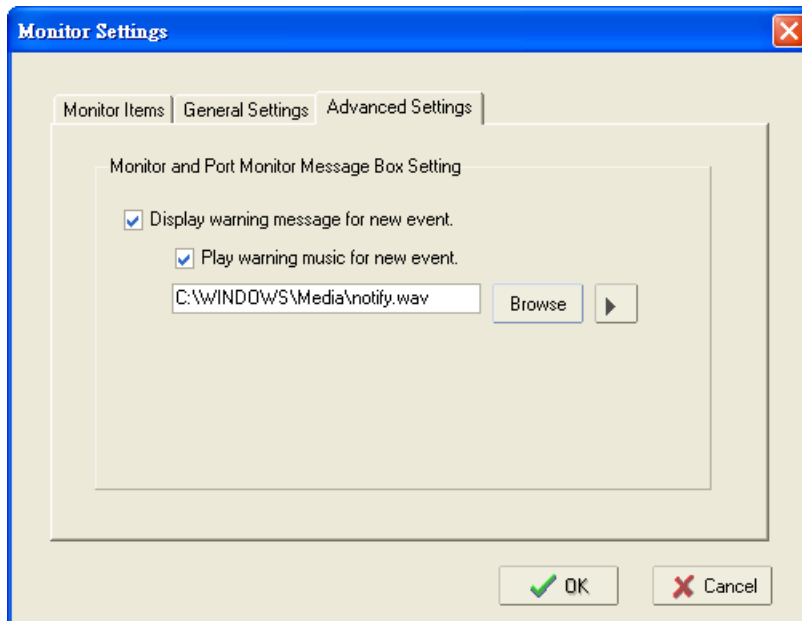 Monitor Settings
Monitor Items General Settings Advanced Settings
Monitor and Port Monitor Message Box Setting
Display warning message for new event.
Play warning music for new event.
C:\WINDOWS\Media\notify.wav Browse
OK Cancel